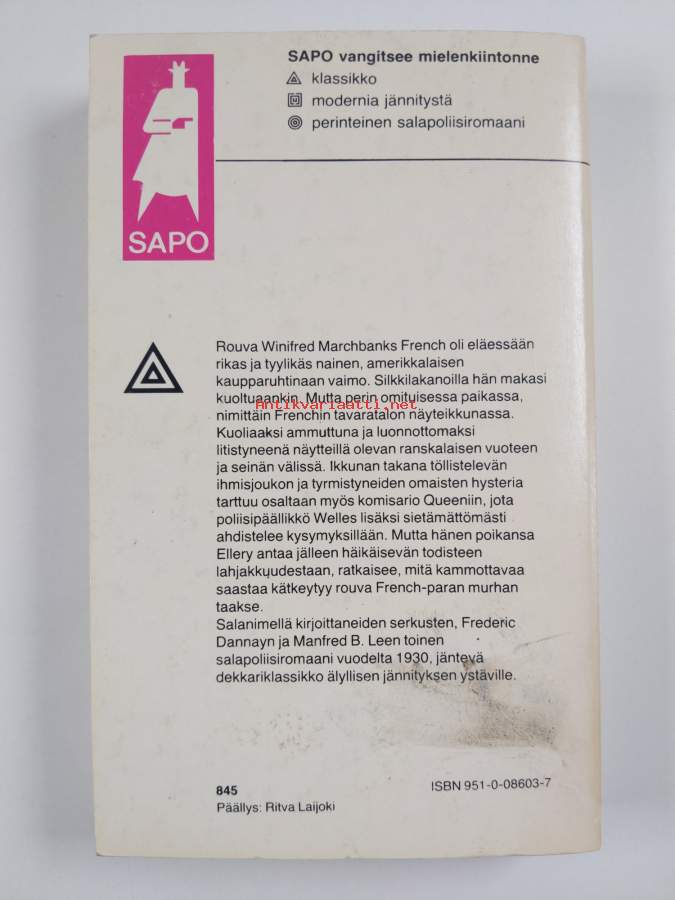 SAPO vangitsee mielenkiintonne
klassikko
modernia jännitystä
perinteinen salapoliisiromaani
SAPO
Rouva Winifred Marchbanks French oli eläessään
rikas ja tyylikäs nainen, amerikkalaisen
kaupparuhtinaan vaimo. Silkkilakanoilla hän makasi
kuoltuaankin. Mutta perin omituisessa paikassa,
Antikvariaatti.net
nimittäin Frenchin tavaratalon näyteikkunassa.
Kuoliaaksi ammuttuna ja luonnottomaksi
litistyneenä näytteillä olevan ranskalaisen vuoteen
ja seinän välissä. Ikkunan takana töllistelevän
ihmisjoukon ja tyrmistyneiden omaisten hysteria
tarttuu osaltaan myös komisario Queeniin, jota
poliisipäällikkö Welles lisäksi sietämättömästi
ahdistelee kysymyksillään. Mutta hänen poikansa
Ellery antaa jälleen häikäisevän todisteen
lahjakkuudestaan, ratkaisee, mitä kammottavaa
saastaa kätkeytyy rouva French-paran murhan
taakse.
Salanimellä kirjoittaneiden serkusten, Frederic
Dannayn ja Manfred B. Leen toinen
salapoliisiromaani vuodelta 1930, jäntevä
dekkariklassikko älyllisen jännityksen ystäville.
845
ISBN 951-0-08603-7
Päällys: Ritva Laijoki